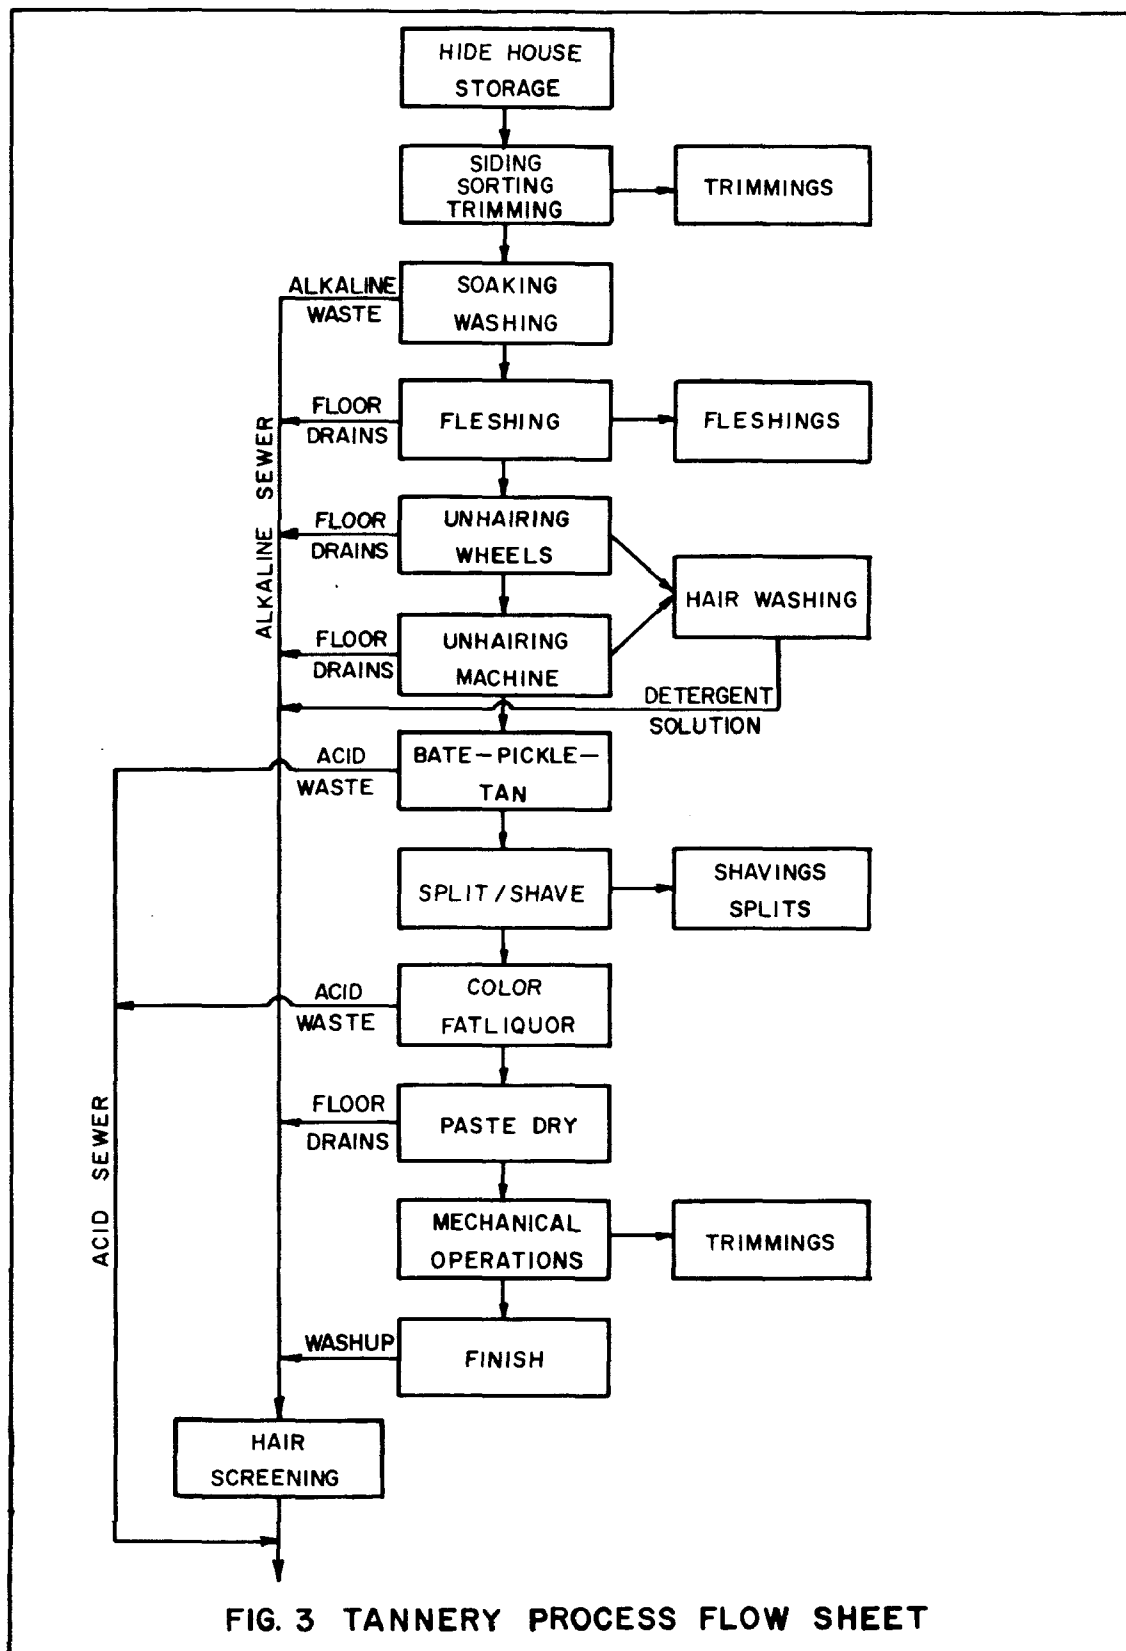 HIDE HOUSE
STORAGE
SIDING
SORTING
TRIMMING
TRIMMINGS
ALKALINE
WASTE
SOAKING
WASHING
FLOOR
DRAINS
FLESHING
FLESHINGS
ALKALINE SEWER
FLOOR
DRAINS
UNHAIRING
WHEELS
HAIR WASHING
FLOOR
DRAINS
UNHAIRING
MACHINE
DETERGENT
SOLUTION
ACID
WASTE
BATE-PICKLE-
TAN
SPLIT/SHAVE
SHAVINGS
SPLITS
ACID
WASTE
COLOR
FATLIQUOR
ACID SEWER
FLOOR
DRAINS
PASTE DRY
MECHANICAL
OPERATIONS
TRIMMINGS
WASHUP
FINISH
HAIR
SCREENING
FIG. 3 TANNERY PROCESS FLOW SHEET